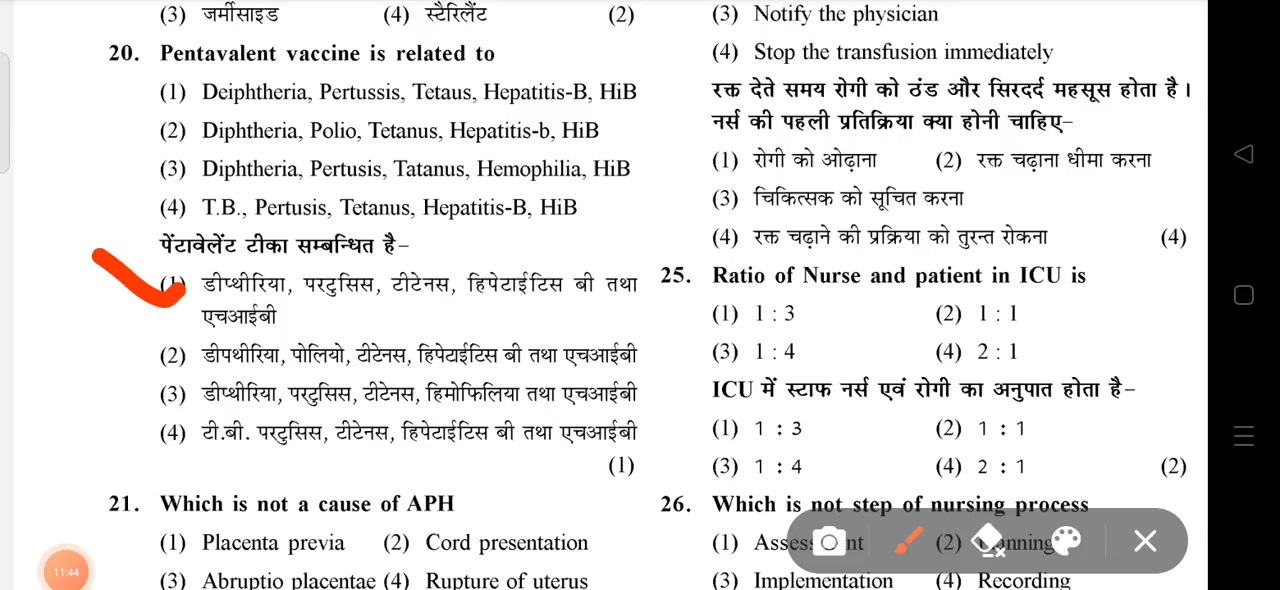 (3) जर्मीसाइड (4) स्टैरिलैंट (2)
20. Pentavalent vaccine is related to
(1) Deiphtheria, Pertussis, Tetaus, Hepatitis-B, HiB
(2) Diphtheria, Polio, Tetanus, Hepatitis-b, HiB
(3) Diphtheria, Pertusis, Tatanus, Hemophilia, HiB
(4) T.B., Pertusis, Tetanus, Hepatitis-B, HiB
पेंटावेलेंट टीका सम्बन्धित है–
(1) डीप्थीरिया, परटुसिस, टीटेनस, हिपेटाईटिस बी तथा
एचआईबी
(2) डीपथीरिया, पोलियो, टीटेनस, हिपेटाईटिस बी तथा एचआईबी
(3) डीप्थीरिया, परटुसिस, टीटेनस, हिमोफिलिया तथा एचआईबी
(4) टी.बी. परटुसिस, टीटेनस, हिपेटाईटिस बी तथा एचआईबी
(1)
21. Which is not a cause of APH
(1) Placenta previa (2) Cord presentation
(3) Abruptio placentae (4) Rupture of uterus
11:44
(3) Notify the physician
(4) Stop the transfusion immediately
रक्त देते समय रोगी को ठंड और सिरदर्द महसूस होता है।
नर्स की पहली प्रतिक्रिया क्या होनी चाहिए–
(1) रोगी को ओढ़ाना (2) रक्त चढ़ाना धीमा करना
(3) चिकित्सक को सूचित करना
(4) रक्त चढ़ाने की प्रक्रिया को तुरन्त रोकना (4)
25. Ratio of Nurse and patient in ICU is
(1) 1 : 3 (2) 1 : 1
(3) 1 : 4 (4) 2 : 1
ICU में स्टाफ नर्स एवं रोगी का अनुपात होता है–
(1) 1 : 3 (2) 1 : 1
(3) 1 : 4 (4) 2 : 1 (2)
26. Which is not step of nursing process
(1) (2)
(3) Implementation (4) Recording